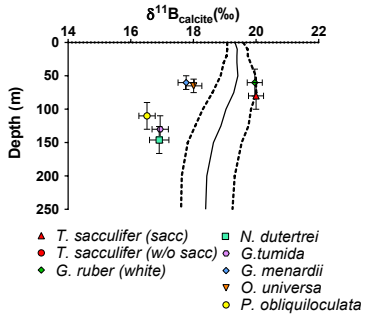 δ¹¹Bcalcite(‰)
14 16 18 20 22
0
50
100
150
200
250
Depth (m)
T. sacculifer (sacc)
T. sacculifer (w/o sacc)
G. ruber (white)
N. dutertrei
G.tumida
G. menardii
O. universa
P. obliquiloculata